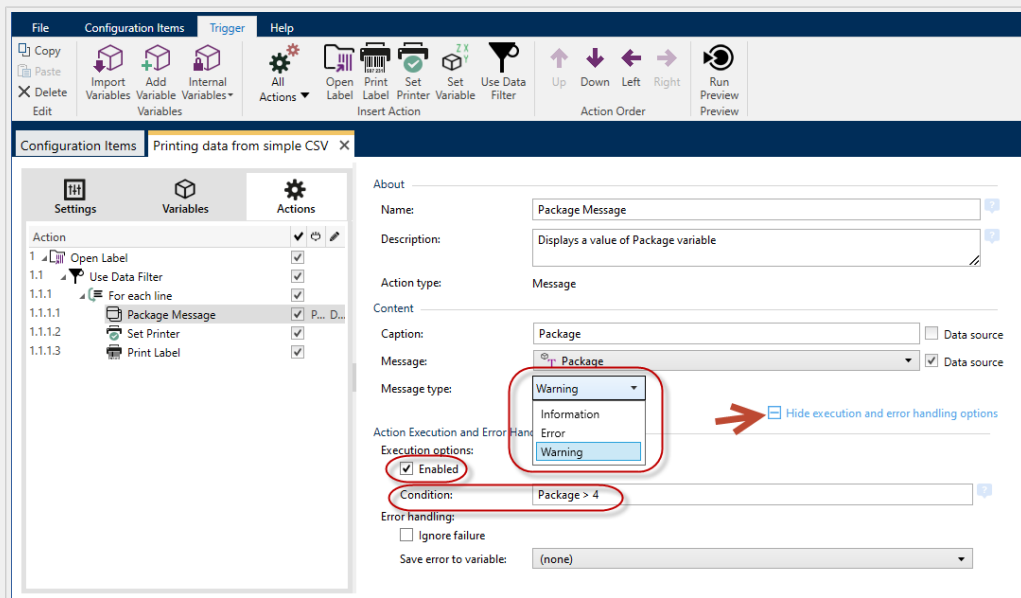 File Configuration Items Trigger Help
Copy
Paste
Delete
Edit
Import Variables
Add Variable
Internal Variables
Variables
All Actions
Open Label
Print Label
Set Printer
Set Variable
Use Data Filter
Insert Action
Up Down Left Right
Action Order
Run Preview
Preview
Configuration Items Printing data from simple CSV
Settings Variables Actions
Action
1 Open Label
1.1 Use Data Filter
1.1.1 For each line
1.1.1.1 Package Message P... D...
1.1.1.2 Set Printer
1.1.1.3 Print Label
About
Name: Package Message
Description: Displays a value of Package variable
Action type: Message
Content
Caption: Package Data source
Message: Package Data source
Message type: Warning
Information
Error
Warning
Hide execution and error handling options
Action Execution and Error Hand
Execution options:
Enabled
Condition: Package > 4
Error handling:
Ignore failure
Save error to variable: (none)